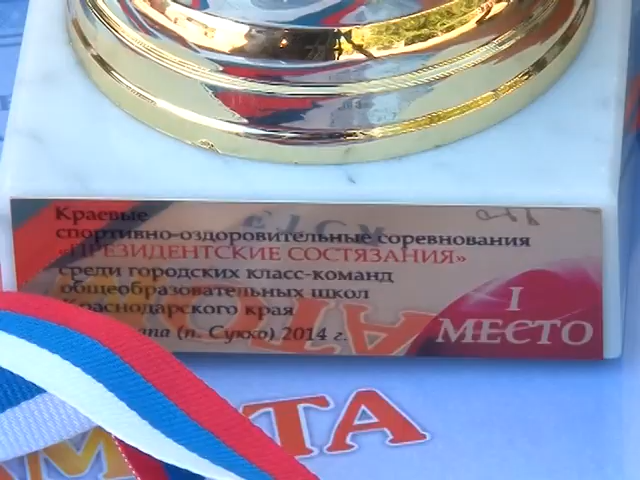 Краевые
спортивно-оздоровительные соревнования
«ПРЕЗИДЕНТСКИЕ СОСТЯЗАНИЯ»
среди городских класс-команд
общеобразовательных школ
Краснодарского края
(п. Сукко) 2014 г.
I
МЕСТО